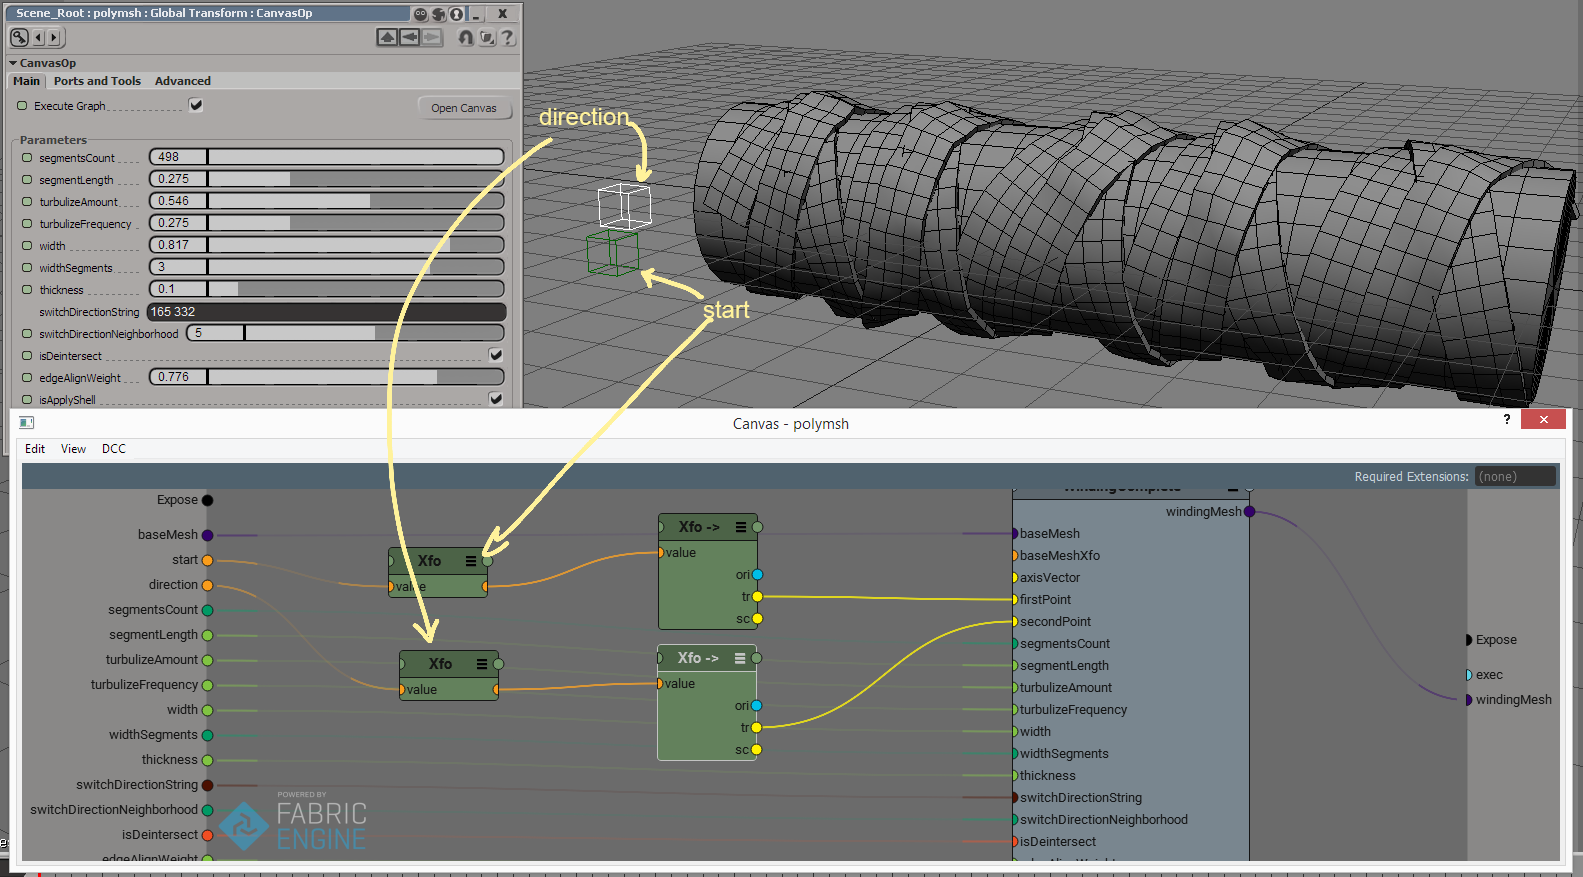 Scene_Root : polymsh : Global Transform : CanvasOp
CanvasOp
Main Ports and Tools Advanced
Execute Graph
Open Canvas
Parameters
segmentsCount 498
segmentLength 0.275
turbulizeAmount 0.546
turbulizeFrequency 0.275
width 0.817
widthSegments 3
thickness 0.1
switchDirectionString 165 332
switchDirectionNeighborhood 5
isDeintersect
edgeAlignWeight 0.776
isApplyShell
direction
start
Canvas - polymsh
Edit View DCC
Required Extensions: (none)
Expose
baseMesh
start
direction
segmentsCount
segmentLength
turbulizeAmount
turbulizeFrequency
width
widthSegments
thickness
switchDirectionString
switchDirectionNeighborhood
isDeintersect
edgeAlignWeight
POWERED BY
FABRIC
ENGINE
Xfo
value
Xfo
value
Xfo ->
value
ori
tr
sc
Xfo ->
value
ori
tr
sc
WindingComplete
windingMesh
baseMesh
baseMeshXfo
axisVector
firstPoint
secondPoint
segmentsCount
segmentLength
turbulizeAmount
turbulizeFrequency
width
widthSegments
thickness
switchDirectionString
switchDirectionNeighborhood
isDeintersect
edgeAlignWeight
Expose
exec
windingMesh